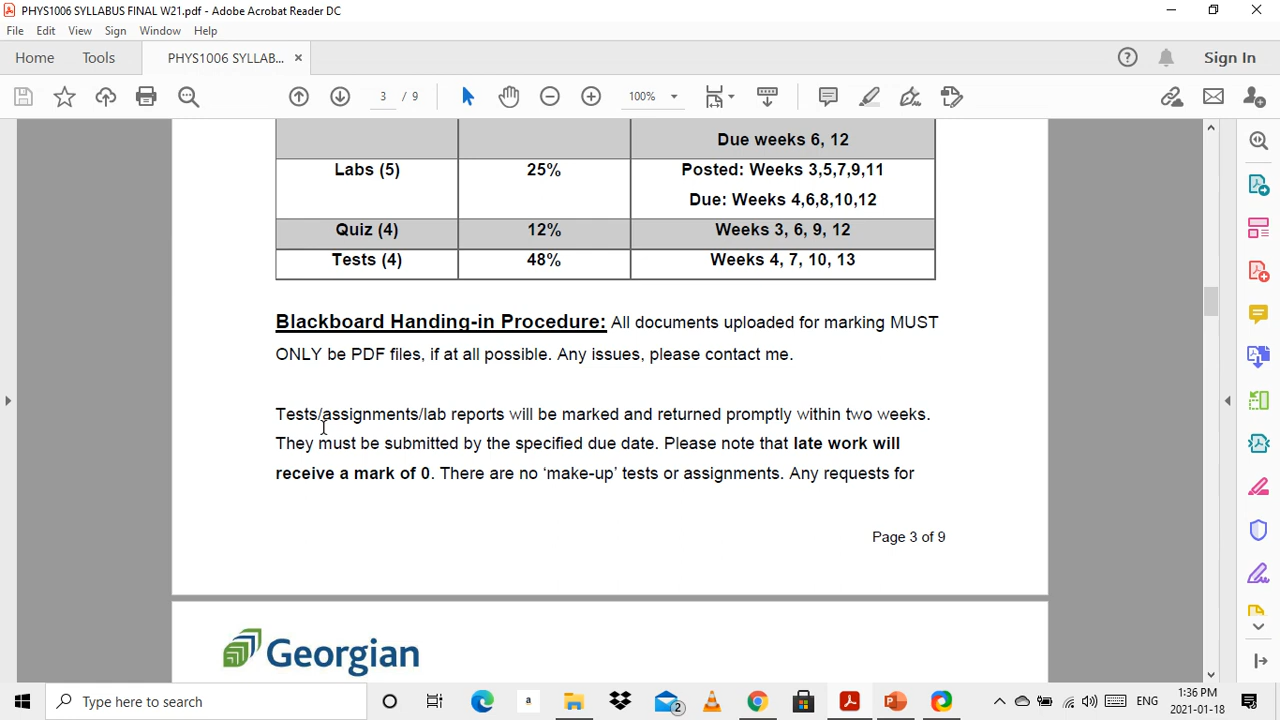 PHYS1006 SYLLABUS FINAL W21.pdf - Adobe Acrobat Reader DC
File Edit View Sign Window Help
Home Tools PHYS1006 SYLLAB... × Sign In
3 / 9 100%
Due weeks 6, 12
Labs (5) 25% Posted: Weeks 3,5,7,9,11
Due: Weeks 4,6,8,10,12
Quiz (4) 12% Weeks 3, 6, 9, 12
Tests (4) 48% Weeks 4, 7, 10, 13
Blackboard Handing-in Procedure: All documents uploaded for marking MUST
ONLY be PDF files, if at all possible. Any issues, please contact me.
Tests/assignments/lab reports will be marked and returned promptly within two weeks.
They must be submitted by the specified due date. Please note that late work will
receive a mark of 0. There are no ‘make-up’ tests or assignments. Any requests for
Page 3 of 9
Georgian
Type here to search a 2 ENG 1:36 PM
2021-01-18